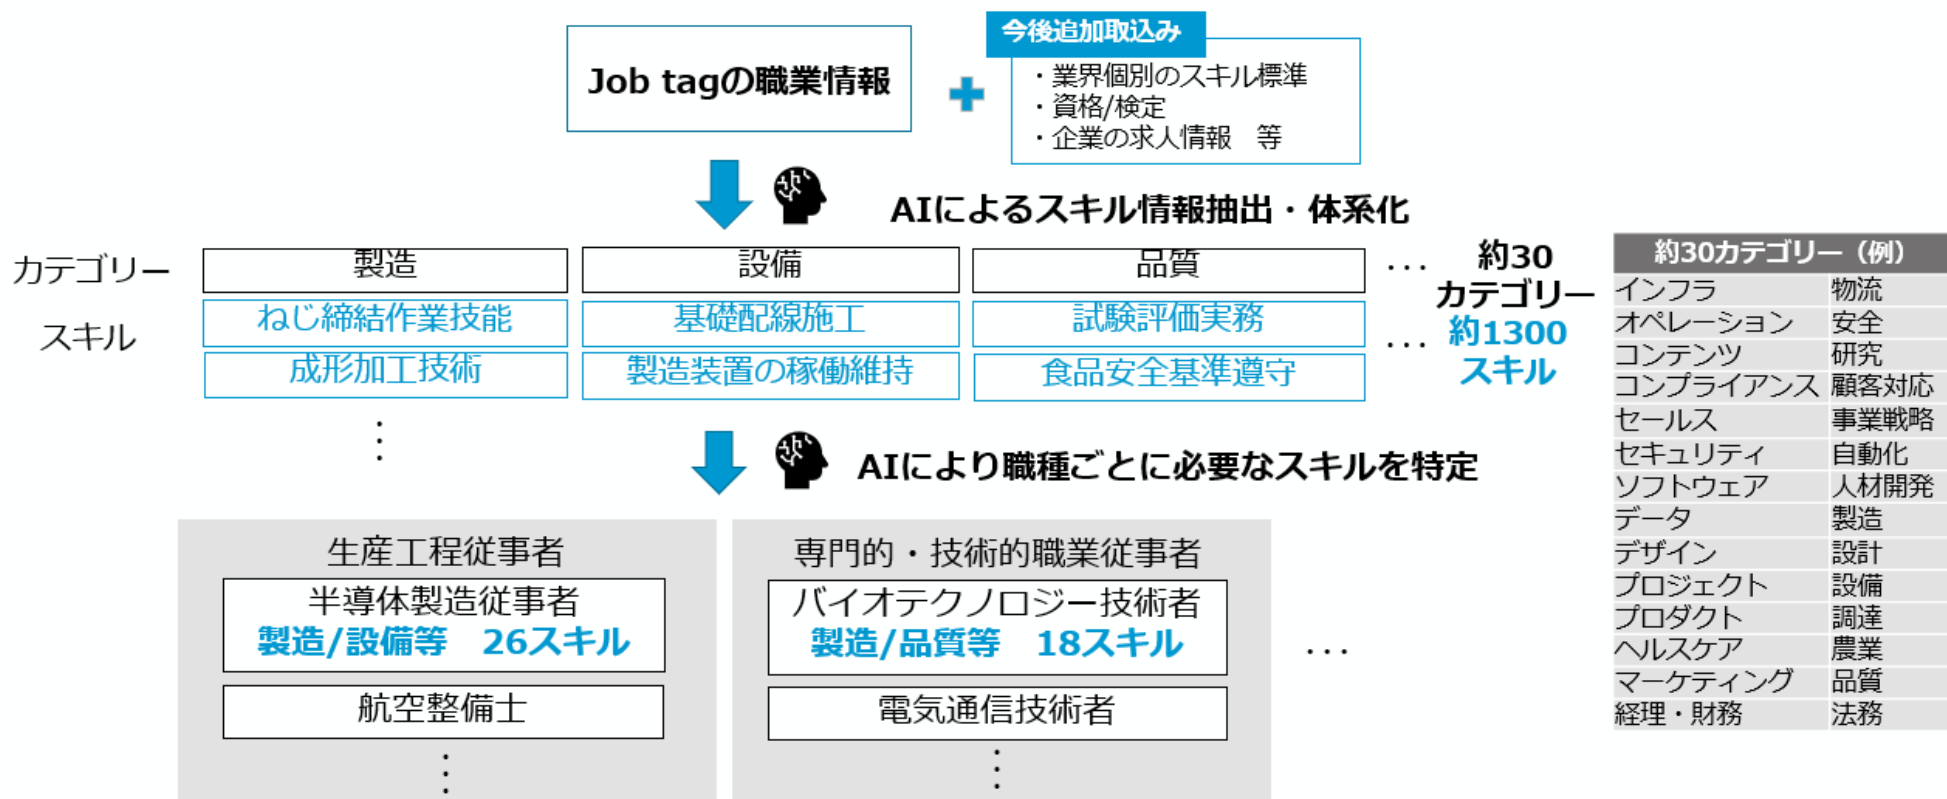 今後追加取込み
Job tagの職業情報
・業界個別のスキル標準
・資格/検定
・企業の求人情報　等
AIによるスキル情報抽出・体系化
カテゴリー
製造
設備
品質
… 約30
カテゴリー
スキル
ねじ締結作業技能
基礎配線施工
試験評価実務
… 約1300
スキル
成形加工技術
製造装置の稼働維持
食品安全基準遵守
⋮
AIにより職種ごとに必要なスキルを特定
生産工程従事者
半導体製造従事者
製造/設備等　26スキル
航空整備士
⋮
専門的・技術的職業従事者
バイオテクノロジー技術者
製造/品質等　18スキル
電気通信技術者
⋮
…
約30カテゴリー（例）
インフラ 物流
オペレーション 安全
コンテンツ 研究
コンプライアンス 顧客対応
セールス 事業戦略
セキュリティ 自動化
ソフトウェア 人材開発
データ 製造
デザイン 設計
プロジェクト 設備
プロダクト 調達
ヘルスケア 農業
マーケティング 品質
経理・財務 法務